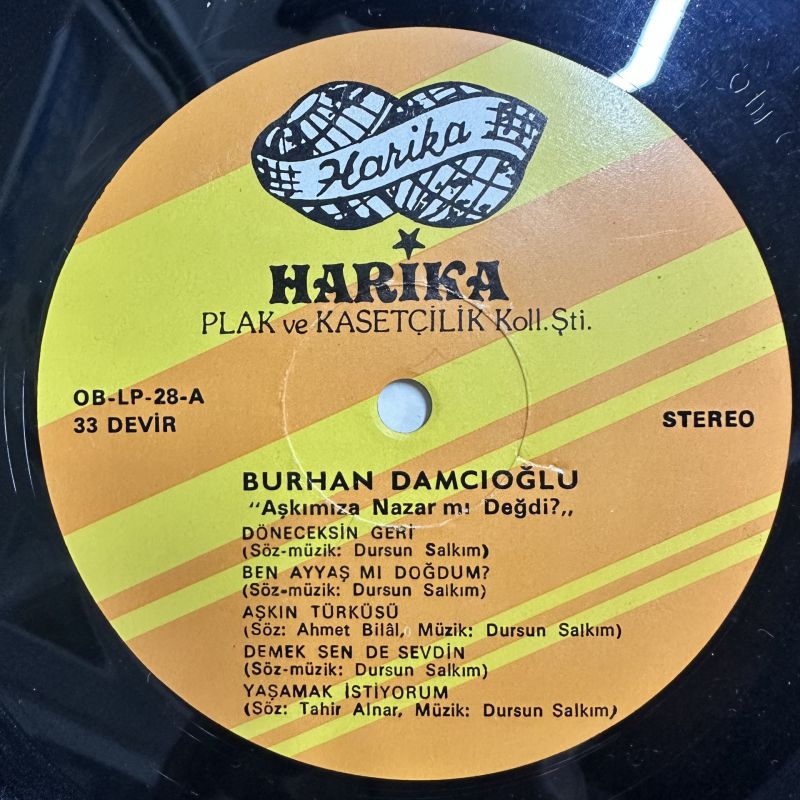 Harika
HARİKA
PLAK ve KASETÇİLİK Koll.Şti.
OB-LP-28-A
33 DEVİR
STEREO
BURHAN DAMCIOĞLU
"Aşkımıza Nazar mı Değdi?,,
DÖNECEKSİN GERİ
(Söz-müzik: Dursun Salkım)
BEN AYYAŞ MI DOĞDUM?
(Söz-müzik: Dursun Salkım)
AŞKIN TÜRKÜSÜ
(Söz: Ahmet Bilâl, Müzik: Dursun Salkım)
DEMEK SEN DE SEVDİN
(Söz-müzik: Dursun Salkım)
YAŞAMAK İSTİYORUM
(Söz: Tahir Alnar, Müzik: Dursun Salkım)